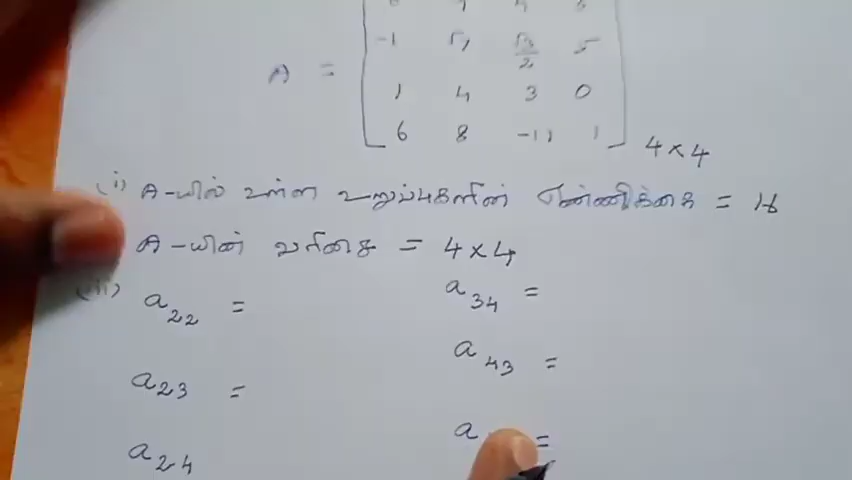 -1 √7 √3/2 5
A =
1 4 3 0
6 8 -11 1
4×4
(i) A-யில் உள்ள உறுப்புகளின் எண்ணிக்கை = 16
A-யின் வரிசை = 4×4
(iii) a22 = a34 =
a43 =
a23 =
a =
a24